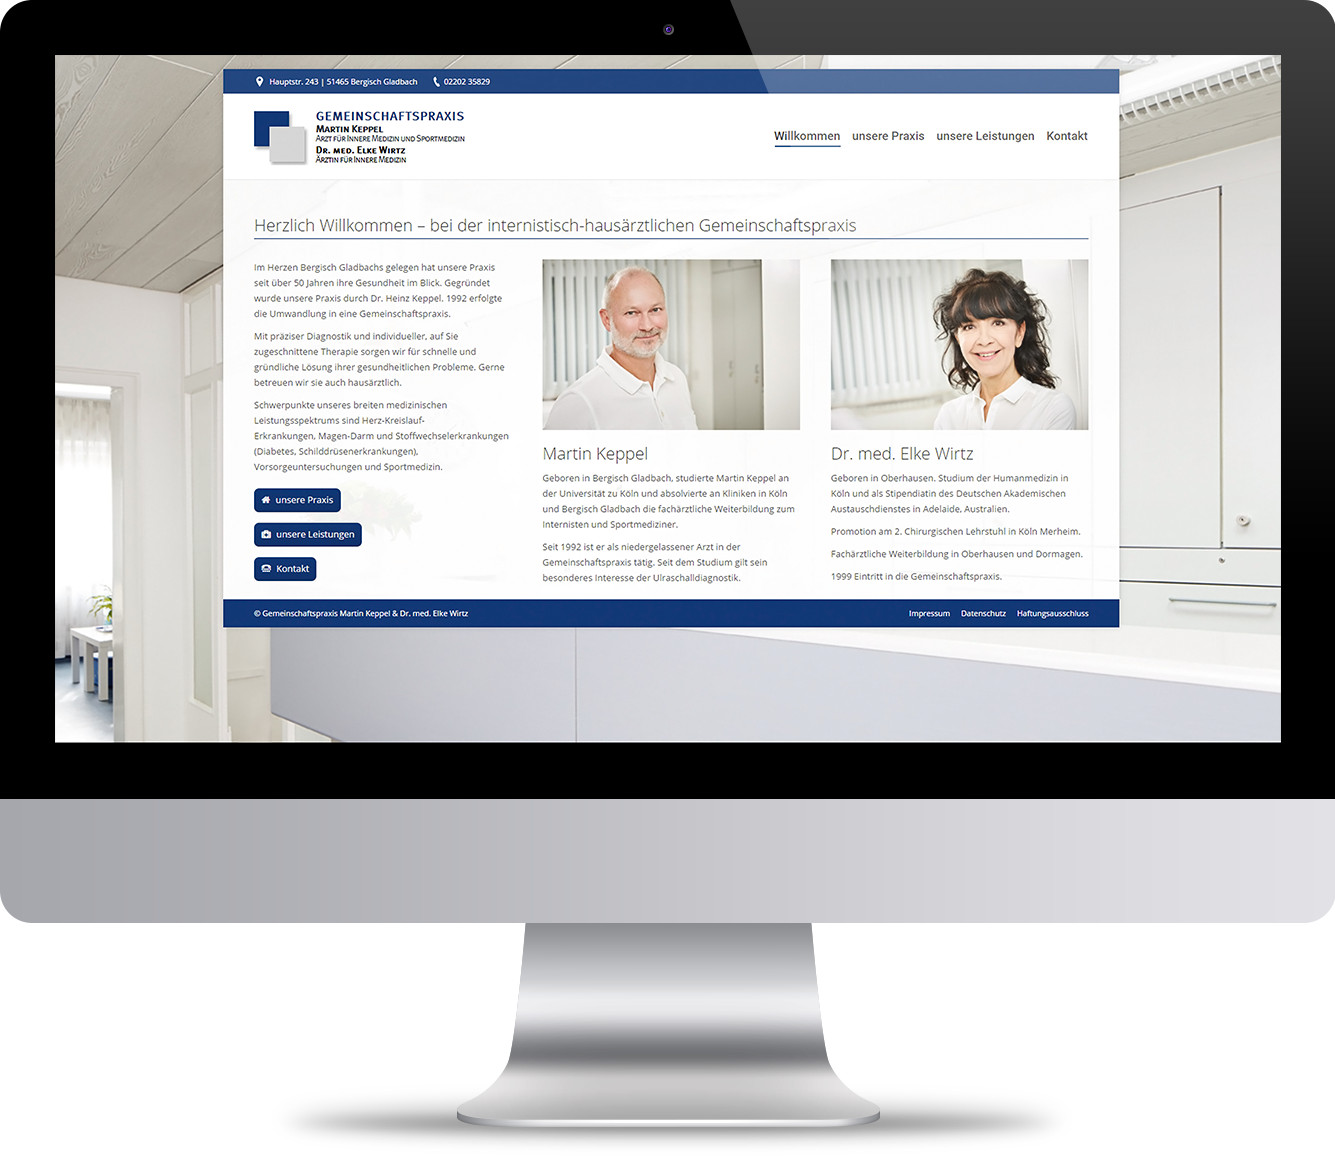 Hauptstr. 243 | 51465 Bergisch Gladbach 02202 35829
GEMEINSCHAFTSPRAXIS
MARTIN KEPPEL
ARZT FÜR INNERE MEDIZIN UND SPORTMEDIZIN
DR. MED. ELKE WIRTZ
ÄRZTIN FÜR INNERE MEDIZIN
Willkommen unsere Praxis unsere Leistungen Kontakt
Herzlich Willkommen – bei der internistisch-hausärztlichen Gemeinschaftspraxis
Im Herzen Bergisch Gladbachs gelegen hat unsere Praxis
seit über 50 Jahren ihre Gesundheit im Blick. Gegründet
wurde unsere Praxis durch Dr. Heinz Keppel. 1992 erfolgte
die Umwandlung in eine Gemeinschaftspraxis.
Mit präziser Diagnostik und individueller, auf Sie
zugeschnittene Therapie sorgen wir für schnelle und
gründliche Lösung ihrer gesundheitlichen Probleme. Gerne
betreuen wir sie auch hausärztlich.
Schwerpunkte unseres breiten medizinischen
Leistungsspektrums sind Herz-Kreislauf-
Erkrankungen, Magen-Darm und Stoffwechselerkrankungen
(Diabetes, Schilddrüsenerkrankungen),
Vorsorgeuntersuchungen und Sportmedizin.
unsere Praxis
unsere Leistungen
Kontakt
Martin Keppel
Geboren in Bergisch Gladbach, studierte Martin Keppel an
der Universität zu Köln und absolvierte an Kliniken in Köln
und Bergisch Gladbach die fachärztliche Weiterbildung zum
Internisten und Sportmediziner.
Seit 1992 ist er als niedergelassener Arzt in der
Gemeinschaftspraxis tätig. Seit dem Studium gilt sein
besonderes Interesse der Ulraschalldiagnostik.
Dr. med. Elke Wirtz
Geboren in Oberhausen. Studium der Humanmedizin in
Köln und als Stipendiatin des Deutschen Akademischen
Austauschdienstes in Adelaide, Australien.
Promotion am 2. Chirurgischen Lehrstuhl in Köln Merheim.
Fachärztliche Weiterbildung in Oberhausen und Dormagen.
1999 Eintritt in die Gemeinschaftspraxis.
© Gemeinschaftspraxis Martin Keppel & Dr. med. Elke Wirtz
Impressum Datenschutz Haftungsausschluss